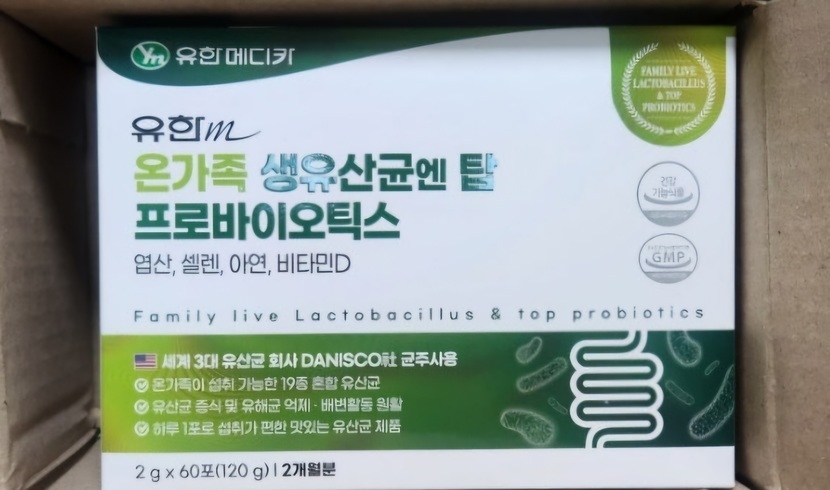 Ym 유한메디카
FAMILY LIVE
LACTOBACILLUS
& TOP
PROBIOTICS
유한m
온가족 생유산균엔 탑
프로바이오틱스
엽산, 셀렌, 아연, 비타민D
건강
기능식품
GMP
Family live Lactobacillus & top probiotics
세계 3대 유산균 회사 DANISCO社 균주사용
온가족이 섭취 가능한 19종 혼합 유산균
유산균 증식 및 유해균 억제 · 배변활동 원활
하루 1포로 섭취가 편한 맛있는 유산균 제품
2 g x 60포(120 g) | 2개월분